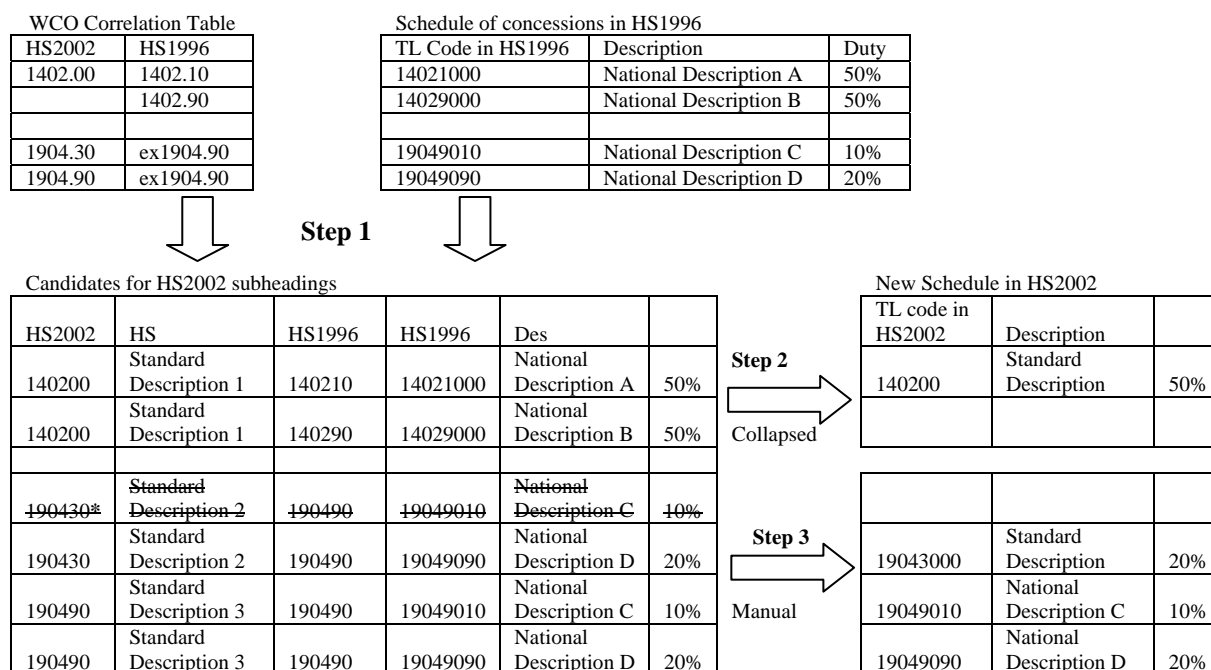 WCO Correlation Table
HS2002 HS1996
1402.00 1402.10
1402.90
1904.30 ex1904.90
1904.90 ex1904.90
Schedule of concessions in HS1996
TL Code in HS1996 Description Duty
14021000 National Description A 50%
14029000 National Description B 50%
19049010 National Description C 10%
19049090 National Description D 20%
Step 1
Candidates for HS2002 subheadings
HS2002 HS HS1996 HS1996 Des
Standard National
140200 Description 1 140210 14021000 Description A 50%
Standard National
140200 Description 1 140290 14029000 Description B 50%
Standard National
190430* Description 2 190490 19049010 Description C 10%
Standard National
190430 Description 2 190490 19049090 Description D 20%
Standard National
190490 Description 3 190490 19049010 Description C 10%
Standard National
190490 Description 3 190490 19049090 Description D 20%
Step 2
Collapsed
Step 3
Manual
New Schedule in HS2002
TL code in
HS2002 Description
Standard
140200 Description 50%
Standard
19043000 Description 20%
National
19049010 Description C 10%
National
19049090 Description D 20%